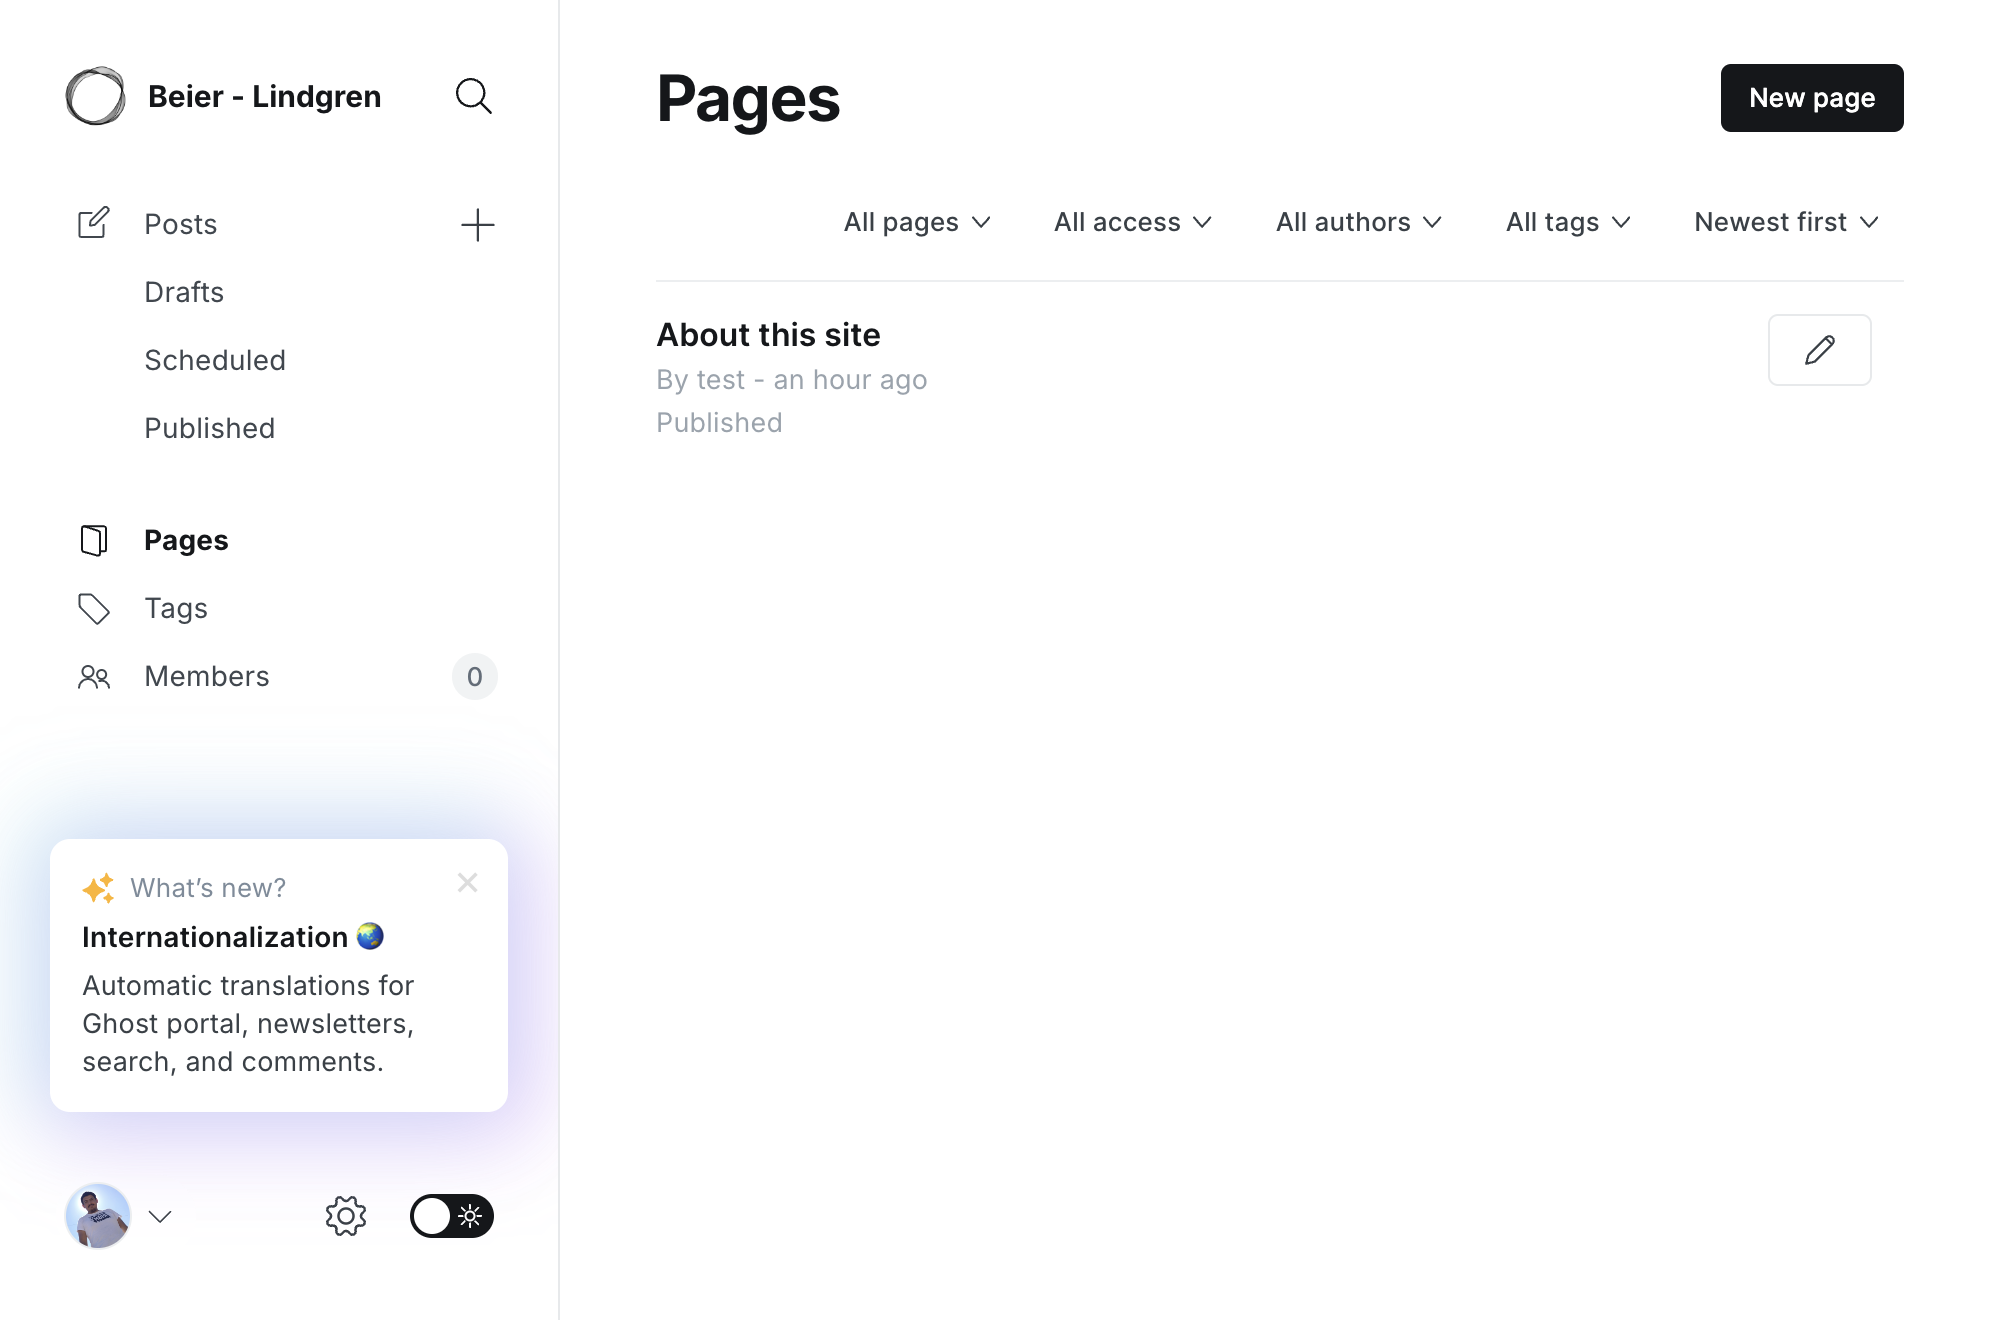 Beier - Lindgren
Posts
Drafts
Scheduled
Published
Pages
Tags
Members
0
What’s new?
Internationalization 🌏
Automatic translations for
Ghost portal, newsletters,
search, and comments.
Pages
New page
All pages
All access
All authors
All tags
Newest first
About this site
By test - an hour ago
Published